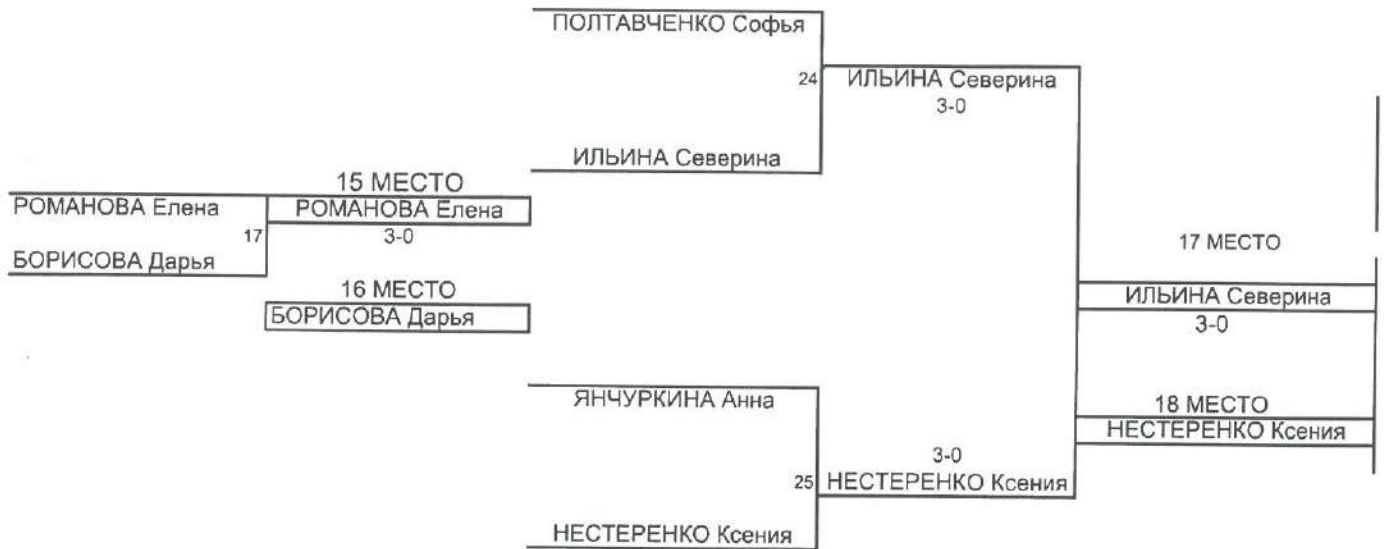 ПОЛТАВЧЕНКО Софья
24
ИЛЬИНА Северина
3-0
ИЛЬИНА Северина
15 МЕСТО
РОМАНОВА Елена
РОМАНОВА Елена
17
3-0
БОРИСОВА Дарья
16 МЕСТО
БОРИСОВА Дарья
17 МЕСТО
ИЛЬИНА Северина
3-0
ЯНЧУРКИНА Анна
18 МЕСТО
НЕСТЕРЕНКО Ксения
3-0
25
НЕСТЕРЕНКО Ксения
НЕСТЕРЕНКО Ксения